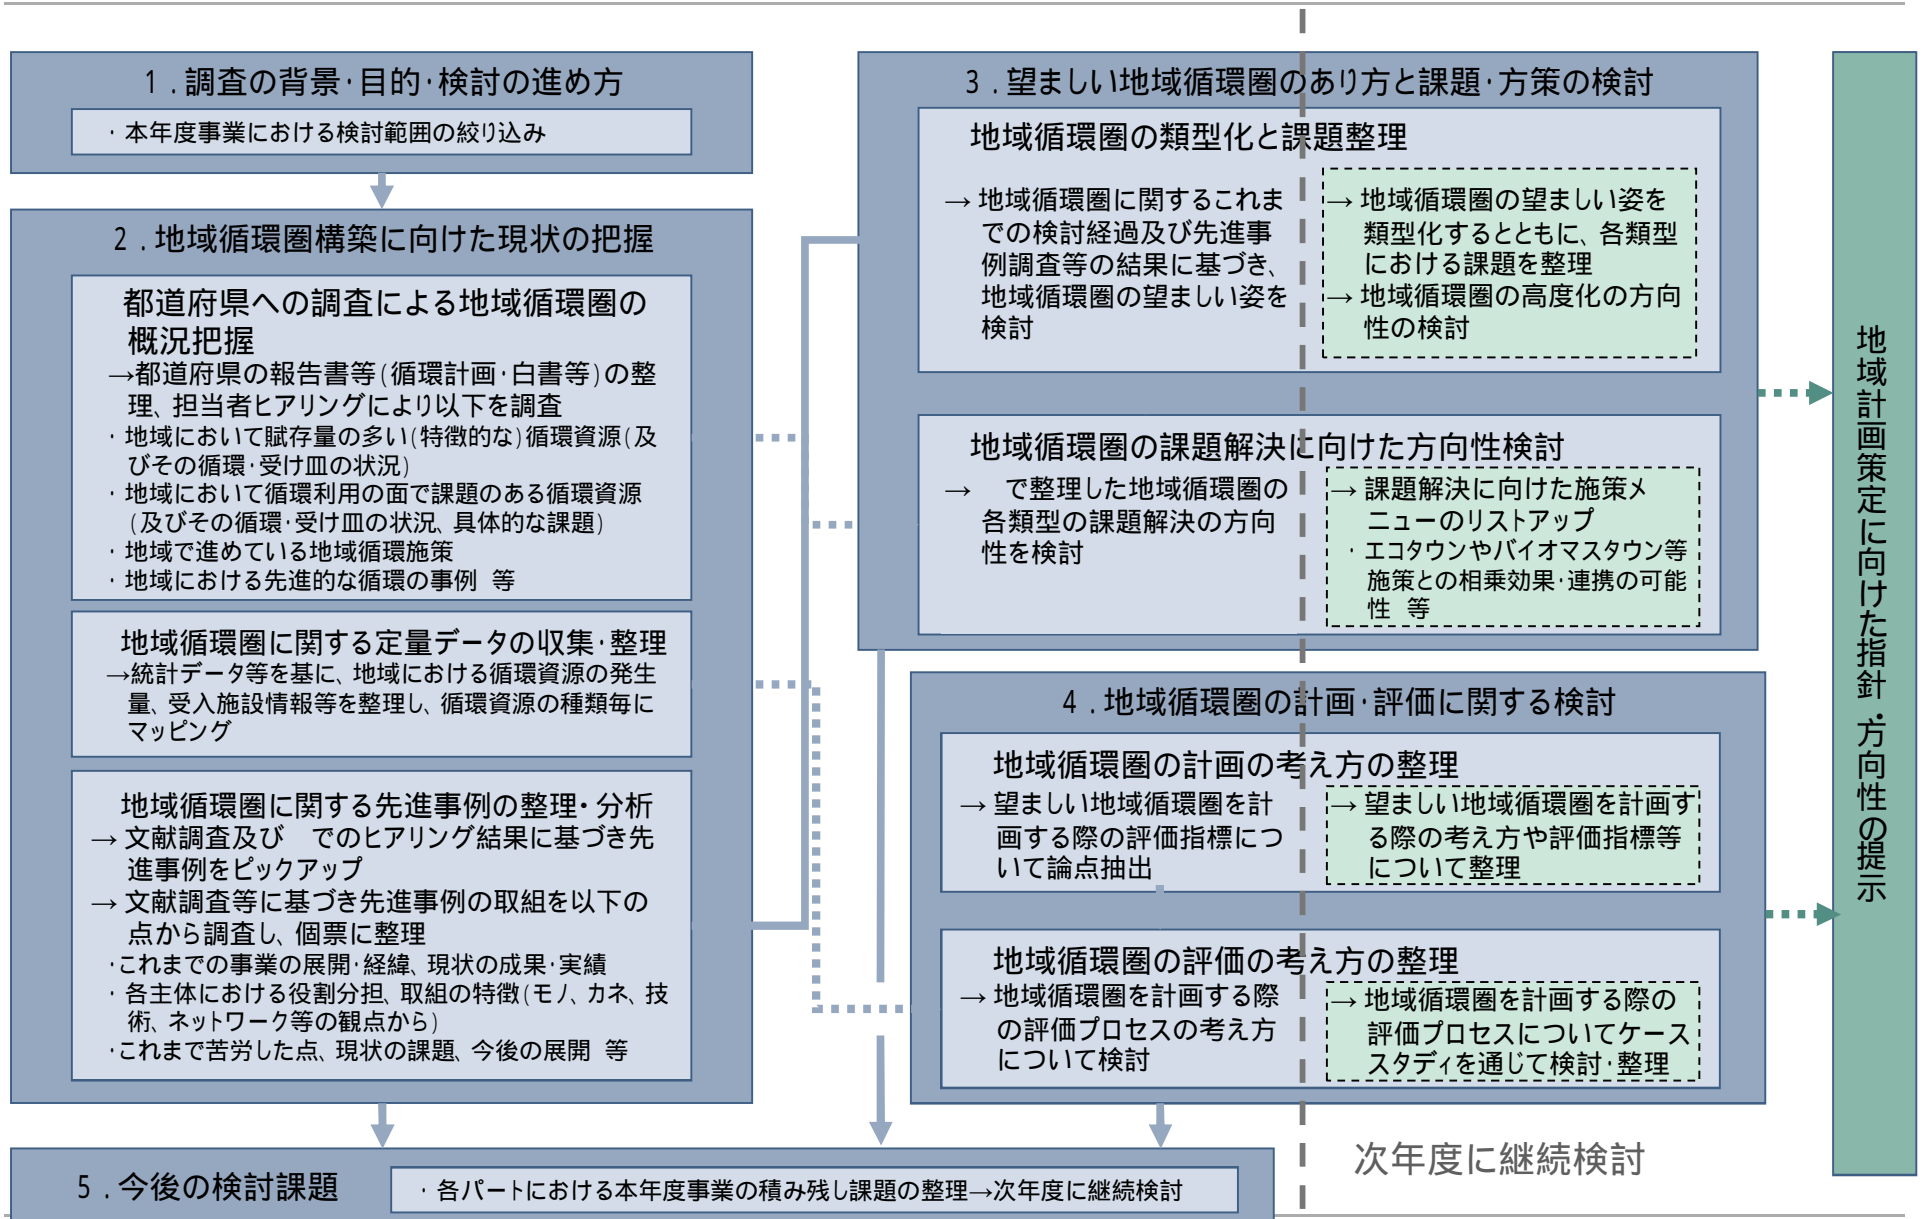 1．調査の背景・目的・検討の進め方
・本年度事業における検討範囲の絞り込み
2．地域循環圏構築に向けた現状の把握
都道府県への調査による地域循環圏の
概況把握
→都道府県の報告書等(循環計画・白書等)の整
理、担当者ヒアリングにより以下を調査
・地域において賦存量の多い(特徴的な)循環資源(及
びその循環・受け皿の状況)
・地域において循環利用の面で課題のある循環資源
(及びその循環・受け皿の状況、具体的な課題)
・地域で進めている地域循環施策
・地域における先進的な循環の事例 等
地域循環圏に関する定量データの収集・整理
→統計データ等を基に、地域における循環資源の発生
量、受入施設情報等を整理し、循環資源の種類毎に
マッピング
地域循環圏に関する先進事例の整理・分析
→ 文献調査及び でのヒアリング結果に基づき先
進事例をピックアップ
→ 文献調査等に基づき先進事例の取組を以下の
点から調査し、個票に整理
・これまでの事業の展開・経緯、現状の成果・実績
・各主体における役割分担、取組の特徴(モノ、カネ、技
術、ネットワーク等の観点から)
・これまで苦労した点、現状の課題、今後の展開 等
3．望ましい地域循環圏のあり方と課題・方策の検討
地域循環圏の類型化と課題整理
→ 地域循環圏に関するこれま
での検討経過及び先進事
例調査等の結果に基づき、
地域循環圏の望ましい姿を
検討
→ 地域循環圏の望ましい姿を
類型化するとともに、各類型
における課題を整理
→ 地域循環圏の高度化の方向
性の検討
地域循環圏の課題解決に向けた方向性検討
→ で整理した地域循環圏の
各類型の課題解決の方向
性を検討
→ 課題解決に向けた施策メ
ニューのリストアップ
・エコタウンやバイオマスタウン等
施策との相乗効果・連携の可能
性 等
4．地域循環圏の計画・評価に関する検討
地域循環圏の計画の考え方の整理
→ 望ましい地域循環圏を計
画する際の評価指標につ
いて論点抽出
→ 望ましい地域循環圏を計画す
る際の考え方や評価指標等
について整理
地域循環圏の評価の考え方の整理
→ 地域循環圏を計画する際
の評価プロセスの考え方
について検討
→ 地域循環圏を計画する際の
評価プロセスについてケース
スタディを通じて検討・整理
地域計画策定に向けた指針・方向性の提示
5．今後の検討課題
・各パートにおける本年度事業の積み残し課題の整理→次年度に継続検討
次年度に継続検討